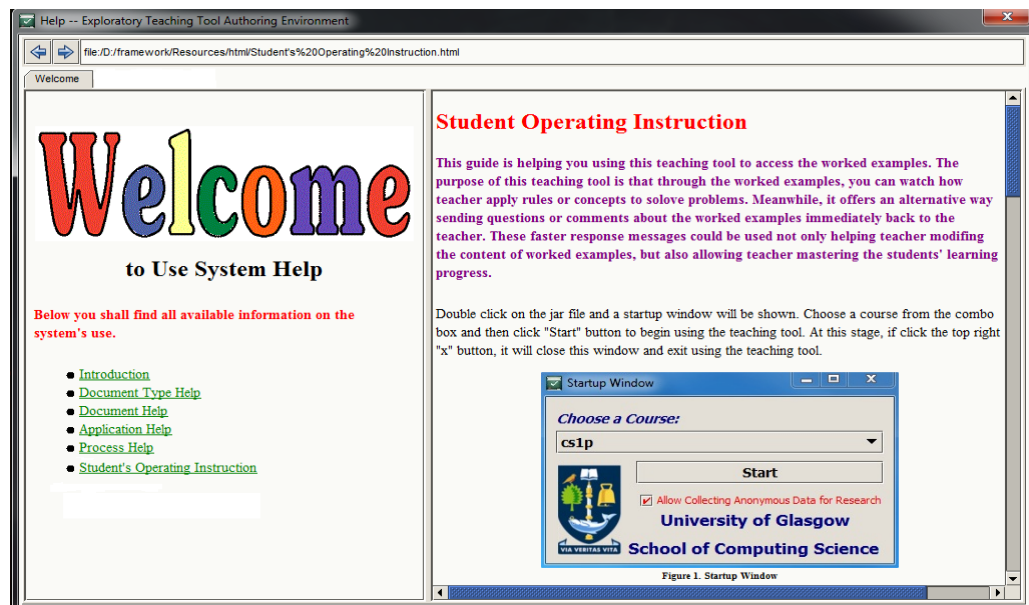 Help -- Exploratory Teaching Tool Authoring Environment
file:/D:/framework/Resources/html/Student's%20Operating%20Instruction.html
Welcome
Welcome
to Use System Help
Below you shall find all available information on the
system's use.
Introduction
Document Type Help
Document Help
Application Help
Process Help
Student's Operating Instruction
Student Operating Instruction
This guide is helping you using this teaching tool to access the worked examples. The
purpose of this teaching tool is that through the worked examples, you can watch how
teacher apply rules or concepts to solove problems. Meanwhile, it offers an alternative way
sending questions or comments about the worked examples immediately back to the
teacher. These faster response messages could be used not only helping teacher modifing
the content of worked examples, but also allowing teacher mastering the students' learning
progress.
Double click on the jar file and a startup window will be shown. Choose a course from the combo
box and then click "Start" button to begin using the teaching tool. At this stage, if click the top right
"x" button, it will close this window and exit using the teaching tool.
Startup Window
Choose a Course:
cs1p
Start
Allow Collecting Anonymous Data for Research
University of Glasgow
VIA VERITAS VITA
School of Computing Science
Figure 1. Startup Window